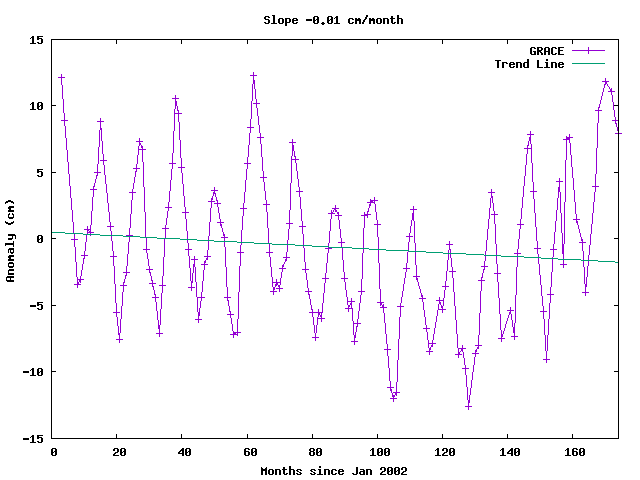 Slope -0.01 cm/month
15
10
5
0
-5
-10
-15
Anomaly (cm)
GRACE
Trend Line
0 20 40 60 80 100 120 140 160
Months since Jan 2002